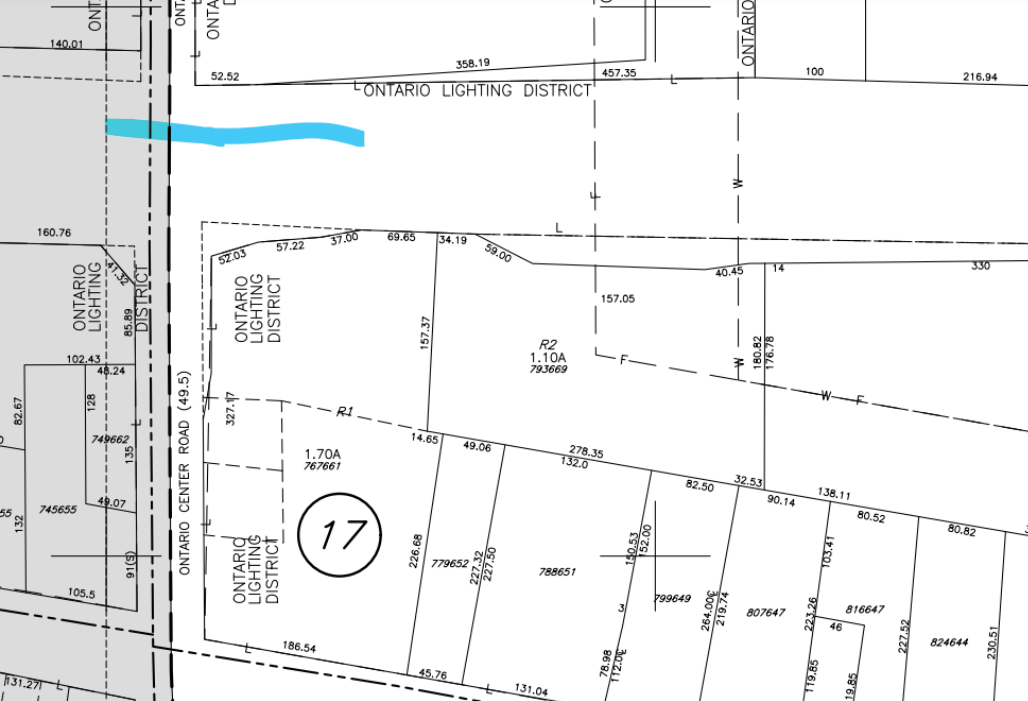 ONTARIO
ONTARIO
140.01
52.52
358.19
457.35
100
216.94
L
L
ONTARIO LIGHTING DISTRICT
W
L
160.76
L
41.32
52.03
57.22
37.00
69.65
34.19
59.00
40.45
14
330
ONTARIO
LIGHTING
DISTRICT
85.89
ONTARIO
LIGHTING
DISTRICT
157.05
157.37
R2
1.10A
793669
180.82
176.78
F
W
W
F
102.43
48.24
128
82.67
749662
135
327.17
ONTARIO CENTER ROAD (49.5)
R1
14.65
49.06
278.35
132.0
1.70A
767661
82.50
32.53
90.14
138.11
80.52
80.82
49.07
745655
132
17
226.68
779652
227.32
227.50
788651
150.53
152.00
799649
3
264.00
219.74
807647
103.41
223.26
816647
46
227.52
824644
230.51
ONTARIO
LIGHTING
DISTRICT
91(S)
105.5
L
186.54
45.76
L
131.04
78.98
119.85
131.27
L